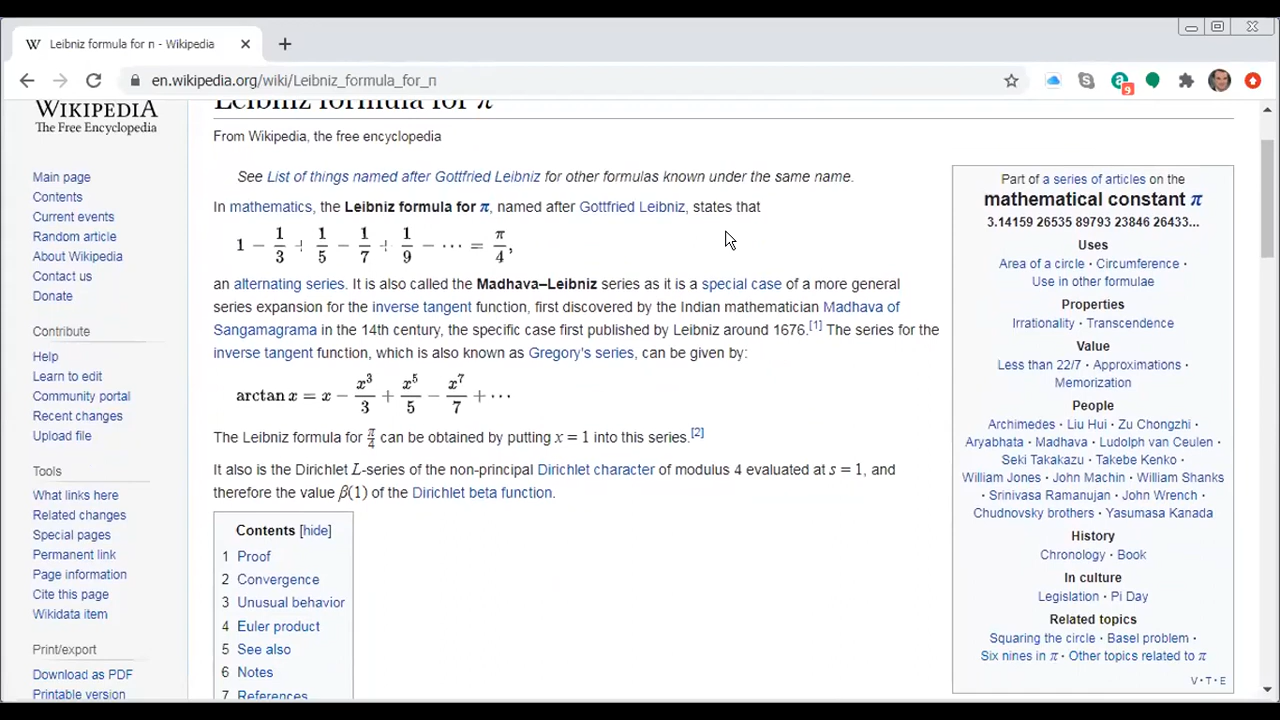 Leibniz formula for π - Wikipedia
en.wikipedia.org/wiki/Leibniz_formula_for_π
9
WIKIPEDIA
The Free Encyclopedia
Main page
Contents
Current events
Random article
About Wikipedia
Contact us
Donate
Contribute
Help
Learn to edit
Community portal
Recent changes
Upload file
Tools
What links here
Related changes
Special pages
Permanent link
Page information
Cite this page
Wikidata item
Print/export
Download as PDF
Printable version
Leibniz formula for π
From Wikipedia, the free encyclopedia
See List of things named after Gottfried Leibniz for other formulas known under the same name.
In mathematics, the Leibniz formula for π, named after Gottfried Leibniz, states that
1 − 1/3 + 1/5 − 1/7 + 1/9 − ⋯ = π/4,
an alternating series. It is also called the Madhava–Leibniz series as it is a special case of a more general
series expansion for the inverse tangent function, first discovered by the Indian mathematician Madhava of
Sangamagrama in the 14th century, the specific case first published by Leibniz around 1676.[1] The series for the
inverse tangent function, which is also known as Gregory's series, can be given by:
arctan x = x − x³/3 + x⁵/5 − x⁷/7 + ⋯
The Leibniz formula for π/4 can be obtained by putting x = 1 into this series.[2]
It also is the Dirichlet L-series of the non-principal Dirichlet character of modulus 4 evaluated at s = 1, and
therefore the value β(1) of the Dirichlet beta function.
Contents [hide]
1 Proof
2 Convergence
3 Unusual behavior
4 Euler product
5 See also
6 Notes
7 References
Part of a series of articles on the
mathematical constant π
3.14159 26535 89793 23846 26433...
Uses
Area of a circle · Circumference ·
Use in other formulae
Properties
Irrationality · Transcendence
Value
Less than 22/7 · Approximations ·
Memorization
People
Archimedes · Liu Hui · Zu Chongzhi ·
Aryabhata · Madhava · Ludolph van Ceulen ·
Seki Takakazu · Takebe Kenko ·
William Jones · John Machin · William Shanks
· Srinivasa Ramanujan · John Wrench ·
Chudnovsky brothers · Yasumasa Kanada
History
Chronology · Book
In culture
Legislation · Pi Day
Related topics
Squaring the circle · Basel problem ·
Six nines in π · Other topics related to π
V · T · E